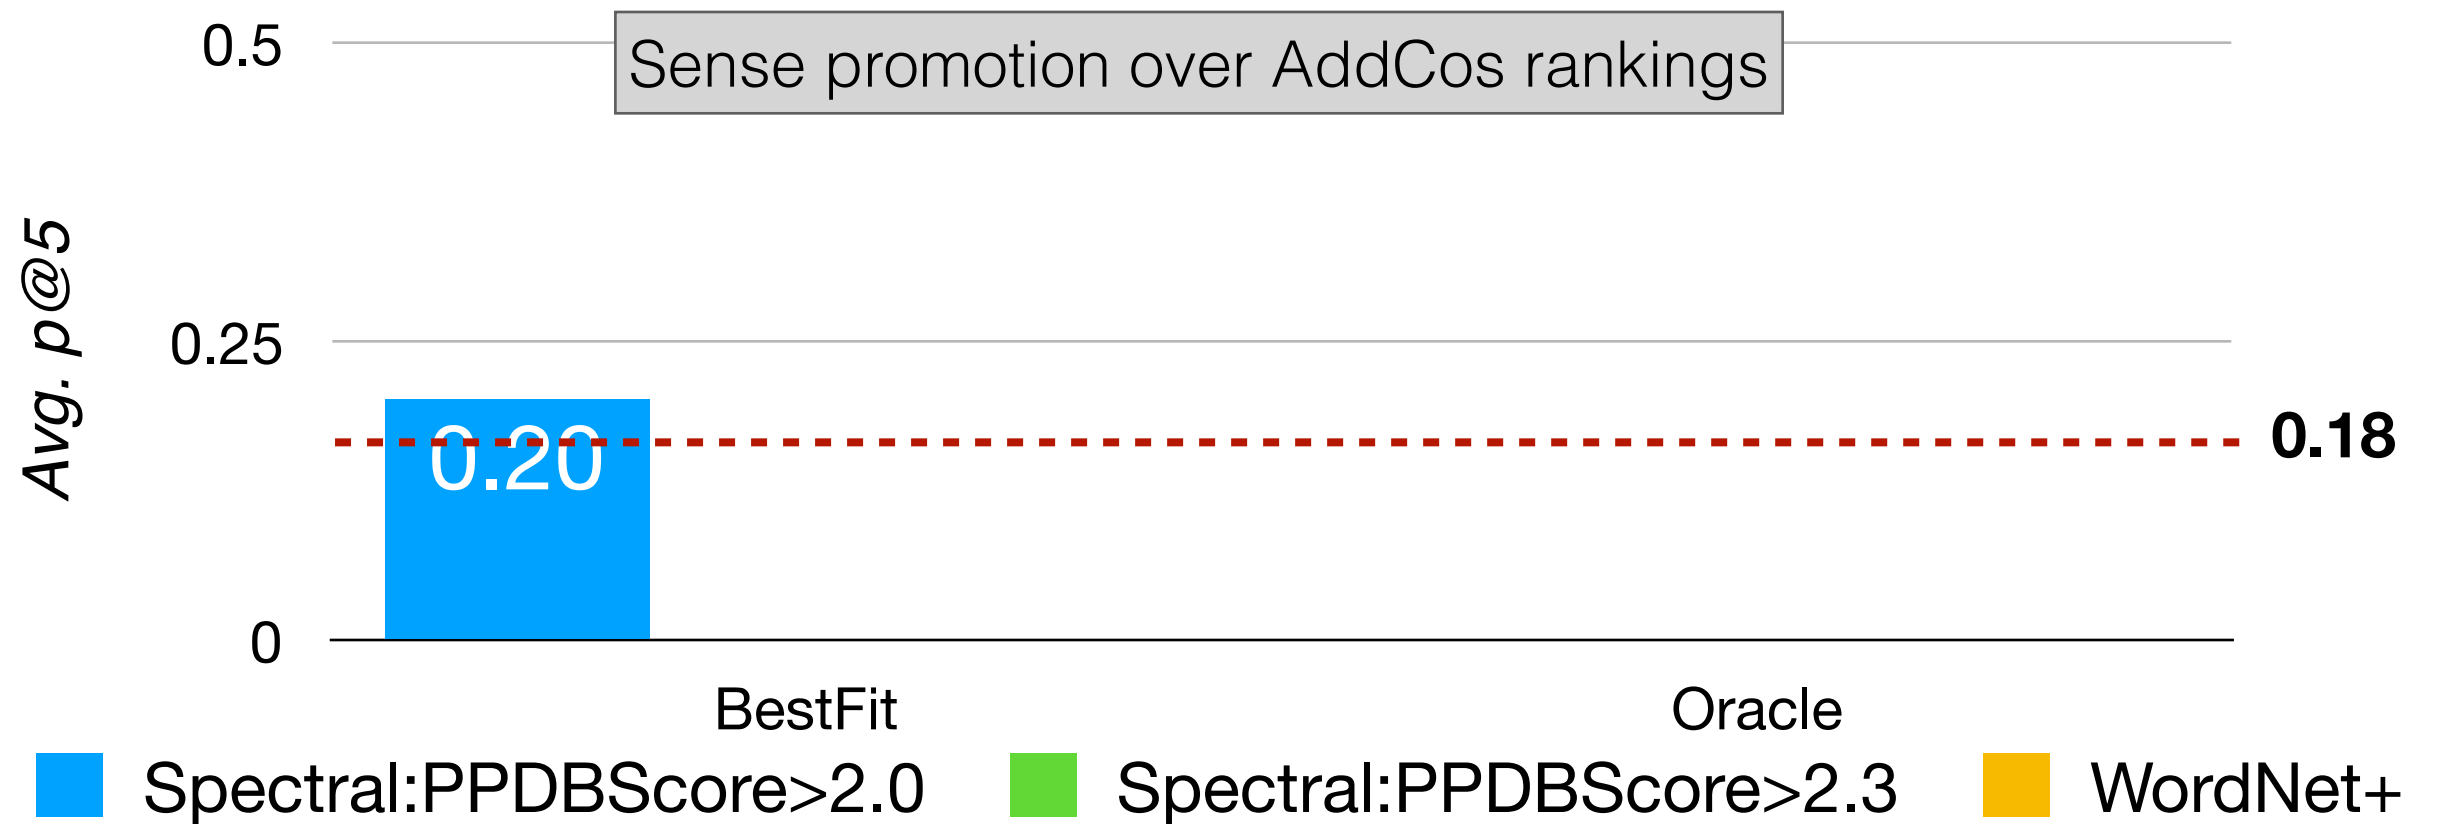 Sense promotion over AddCos rankings
0.5
0.25
0
Avg. p@5
0.20
0.18
BestFit
Oracle
Spectral:PPDBScore>2.0
Spectral:PPDBScore>2.3
WordNet+